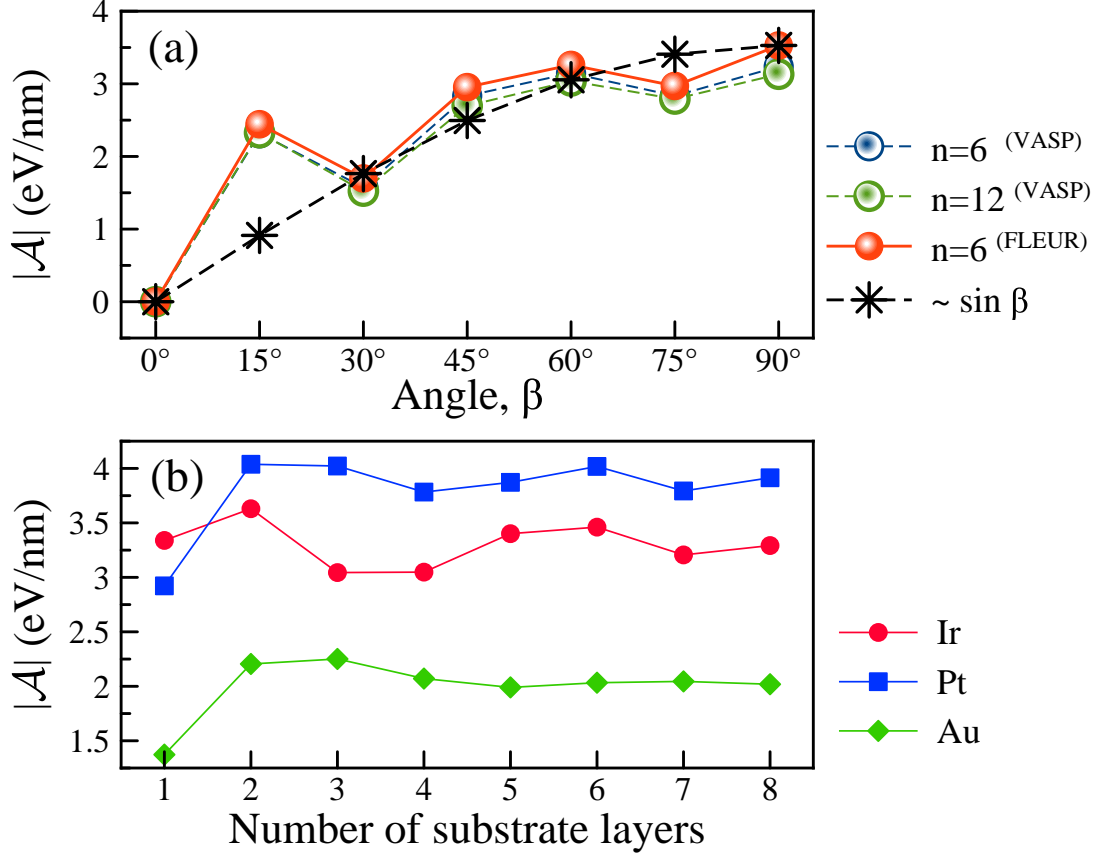 (a)
|𝒜| (eV/nm)
4
3
2
1
0
0° 15° 30° 45° 60° 75° 90°
Angle, β
n=6 (VASP)
n=12 (VASP)
n=6 (FLEUR)
~ sin β
(b)
|𝒜| (eV/nm)
4
3.5
3
2.5
2
1.5
1 2 3 4 5 6 7 8
Number of substrate layers
Ir
Pt
Au